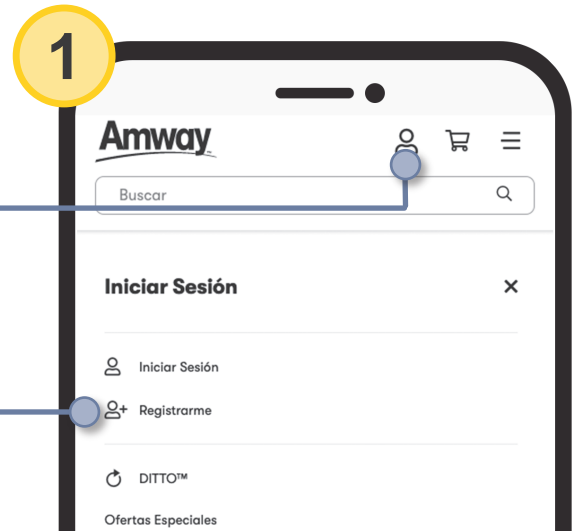 1
Amway
Buscar
Iniciar Sesión
Iniciar Sesión
Registrarme
DITTO™
Ofertas Especiales